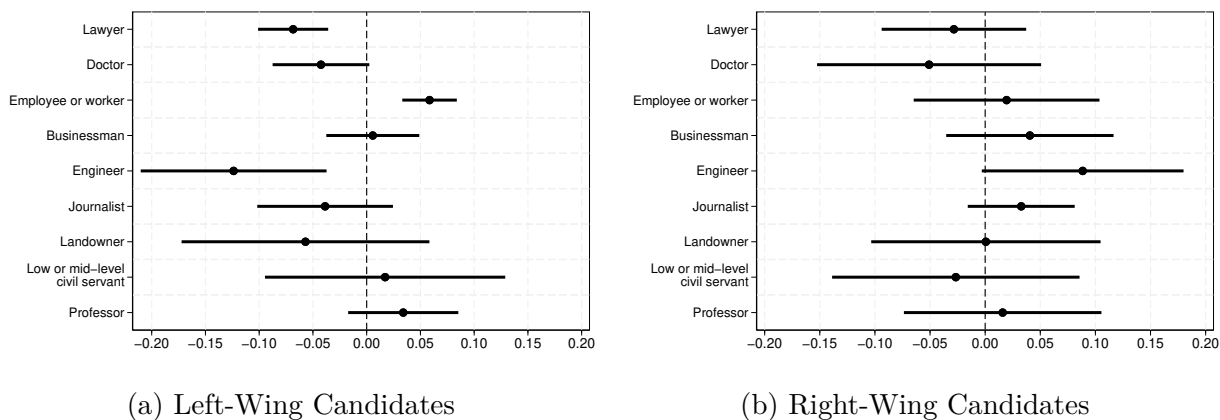 Lawyer
Doctor
Employee or worker
Businessman
Engineer
Journalist
Landowner
Low or mid−level
civil servant
Professor
−0.20 −0.15 −0.10 −0.05 0.00 0.05 0.10 0.15 0.20
(a) Left-Wing Candidates
Lawyer
Doctor
Employee or worker
Businessman
Engineer
Journalist
Landowner
Low or mid−level
civil servant
Professor
−0.20 −0.15 −0.10 −0.05 0.00 0.05 0.10 0.15 0.20
(b) Right-Wing Candidates